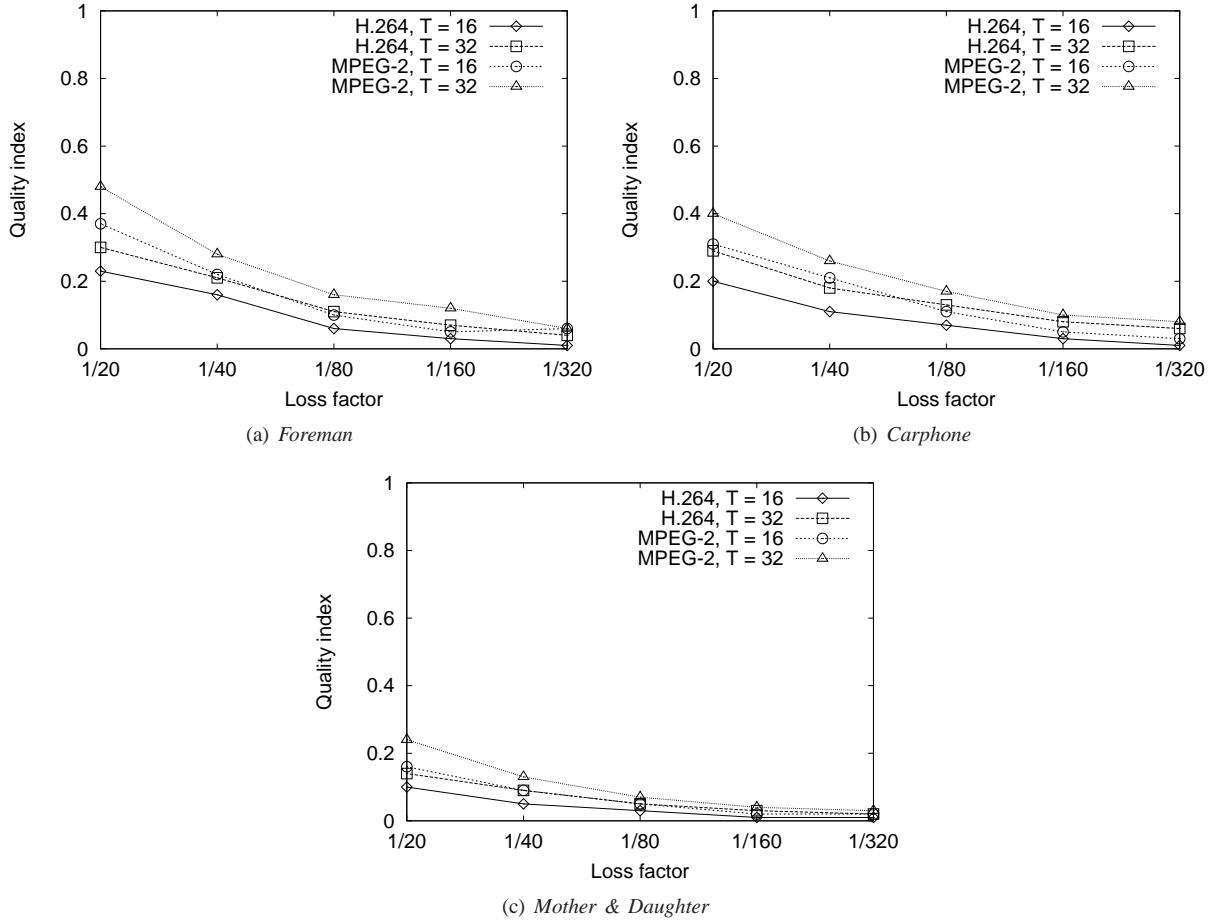 H.264, T = 16
H.264, T = 32
MPEG-2, T = 16
MPEG-2, T = 32
1
0.8
0.6
0.4
0.2
0
Quality index
1/20 1/40 1/80 1/160 1/320
Loss factor
(a) Foreman
H.264, T = 16
H.264, T = 32
MPEG-2, T = 16
MPEG-2, T = 32
1
0.8
0.6
0.4
0.2
0
Quality index
1/20 1/40 1/80 1/160 1/320
Loss factor
(b) Carphone
H.264, T = 16
H.264, T = 32
MPEG-2, T = 16
MPEG-2, T = 32
1
0.8
0.6
0.4
0.2
0
Quality index
1/20 1/40 1/80 1/160 1/320
Loss factor
(c) Mother & Daughter